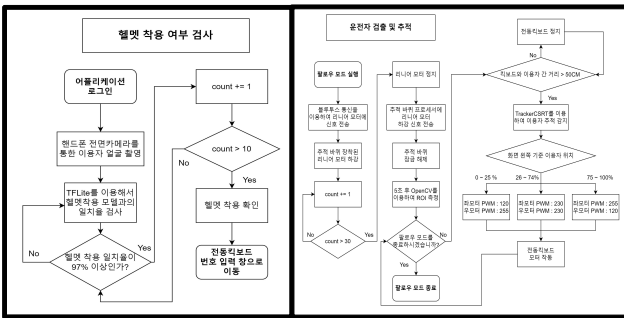 헬멧 착용 여부 검사
어플리케이션
로그인
핸드폰 전면카메라를
통한 이용자 얼굴 촬영
TFLite를 이용해서
헬멧착용 모델과의
일치율 검사
헬멧 착용 일치율이
97% 이상인가?
No
Yes
count += 1
count > 10
No
Yes
헬멧 착용 확인
전동킥보드
번호 입력 창으로
이동
운전자 검출 및 추적
팔로우 모드 실행
블루투스 통신을
이용하여 리니어 모터에
신호 전송
추적 바퀴 장착된
리니어 모터 하강
count += 1
No
count > 30
Yes
리니어 모터 정지
추적 바퀴 프로세서에
리니어 모터
하강 신호 전송
추적 바퀴
잠금 해제
5초 후 OpenCV를
이용하여 ROI 측정
팔로우 모드를
종료하시겠습니까?
No
Yes
팔로우 모드 종료
전동킥보드 정지
No
킥보드와 이용자 간 거리 > 50CM
Yes
TrackerCSRT를 이용
하여 이용자 추적 감지
화면 왼쪽 기준 이용자 위치
0 ~ 25 %
26 ~ 74%
75 ~ 100%
좌모터 PWM : 120
우모터 PWM : 255
좌모터 PWM : 230
우모터 PWM : 230
좌모터 PWM : 255
우모터 PWM : 120
전동킥보드
모터 작동